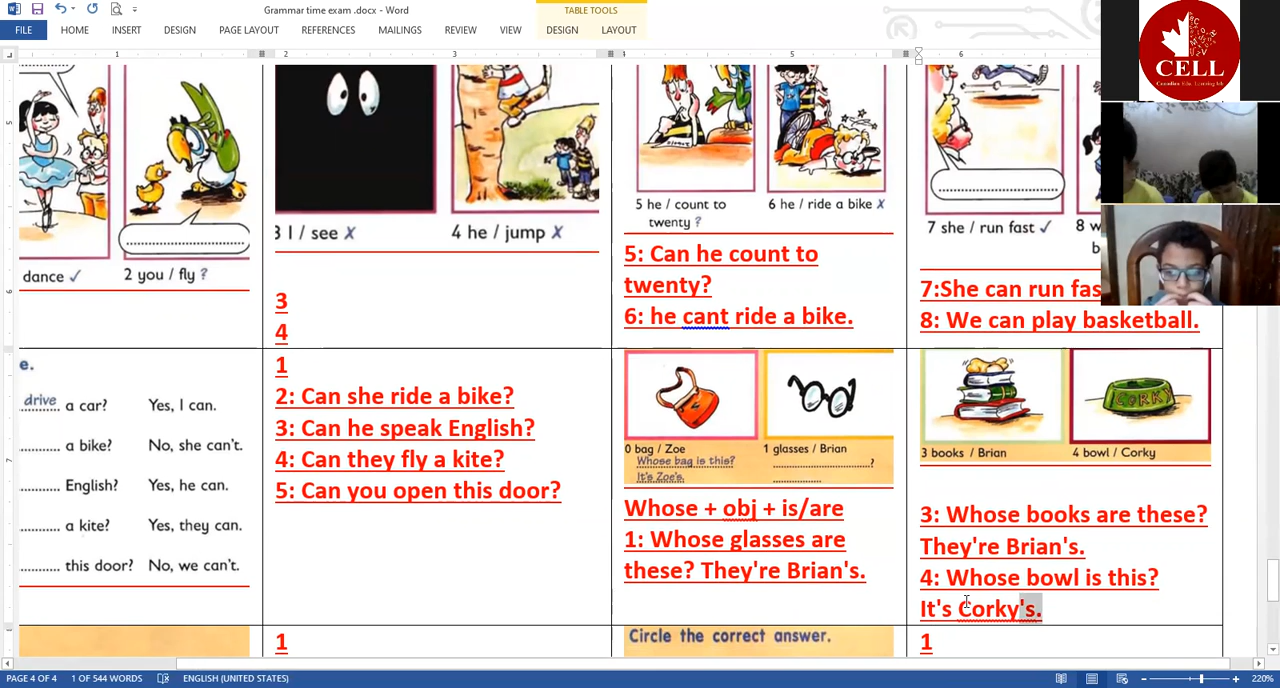 Grammar time exam .docx - Word
TABLE TOOLS
FILE
HOME
INSERT
DESIGN
PAGE LAYOUT
REFERENCES
MAILINGS
REVIEW
VIEW
DESIGN
LAYOUT
CELL
dance ✓
2 you / fly ?
3 I / see ✗
4 he / jump ✗
3
4
5 he / count to
twenty ?
6 he / ride a bike ✗
5: Can he count to
twenty?
6: he cant ride a bike.
7 she / run fast ✓
8 w
b
7:She can run fas
8: We can play basketball.
e.
drive a car? Yes, I can.
a bike? No, she can't.
English? Yes, he can.
a kite? Yes, they can.
this door? No, we can't.
1
2: Can she ride a bike?
3: Can he speak English?
4: Can they fly a kite?
5: Can you open this door?
0 bag / Zoe
Whose bag is this?
It's Zoe's.
1 glasses / Brian
?
Whose + obj + is/are
1: Whose glasses are
these? They're Brian's.
CORKY
3 books / Brian
4 bowl / Corky
3: Whose books are these?
They're Brian's.
4: Whose bowl is this?
It's Corky's.
1
Circle the correct answer.
1
PAGE 4 OF 4
1 OF 544 WORDS
ENGLISH (UNITED STATES)
220%